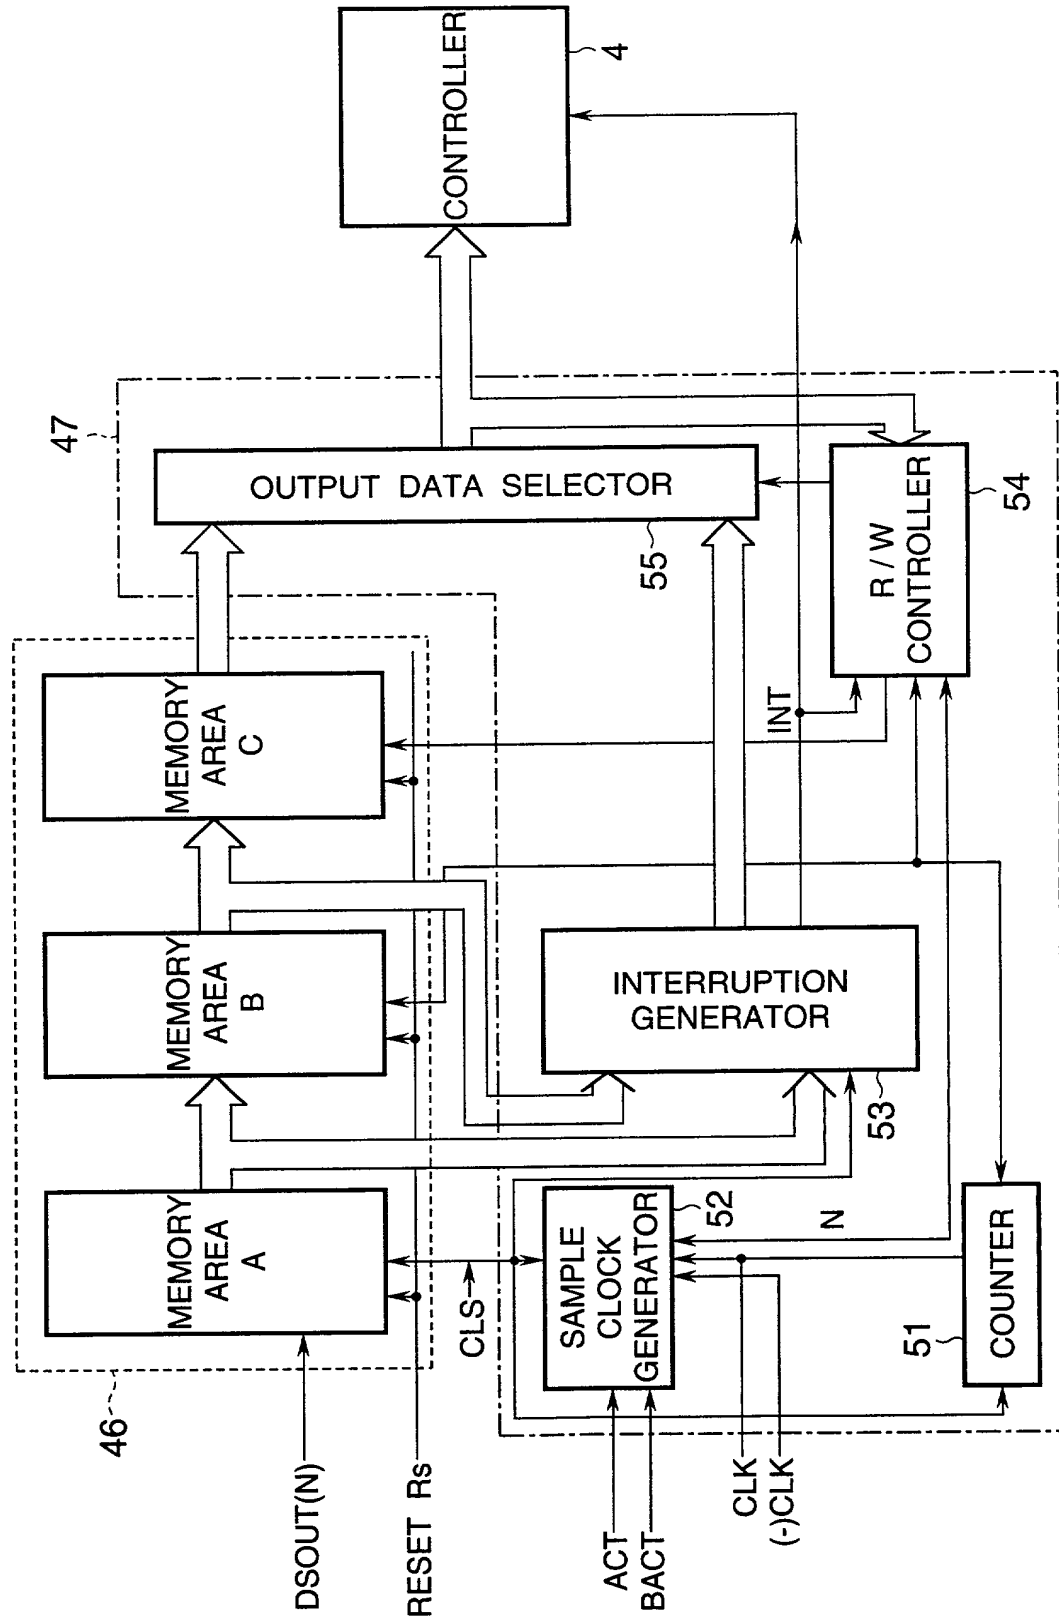 46
DSOUT(N)
RESET Rs
MEMORY
AREA
A
MEMORY
AREA
B
MEMORY
AREA
C
47
CLS
ACT
BACT
CLK
(-)CLK
SAMPLE
CLOCK
GENERATOR
52
N
51
COUNTER
INTERRUPTION
GENERATOR
53
INT
OUTPUT DATA SELECTOR
55
R/W
CONTROLLER
54
CONTROLLER
4